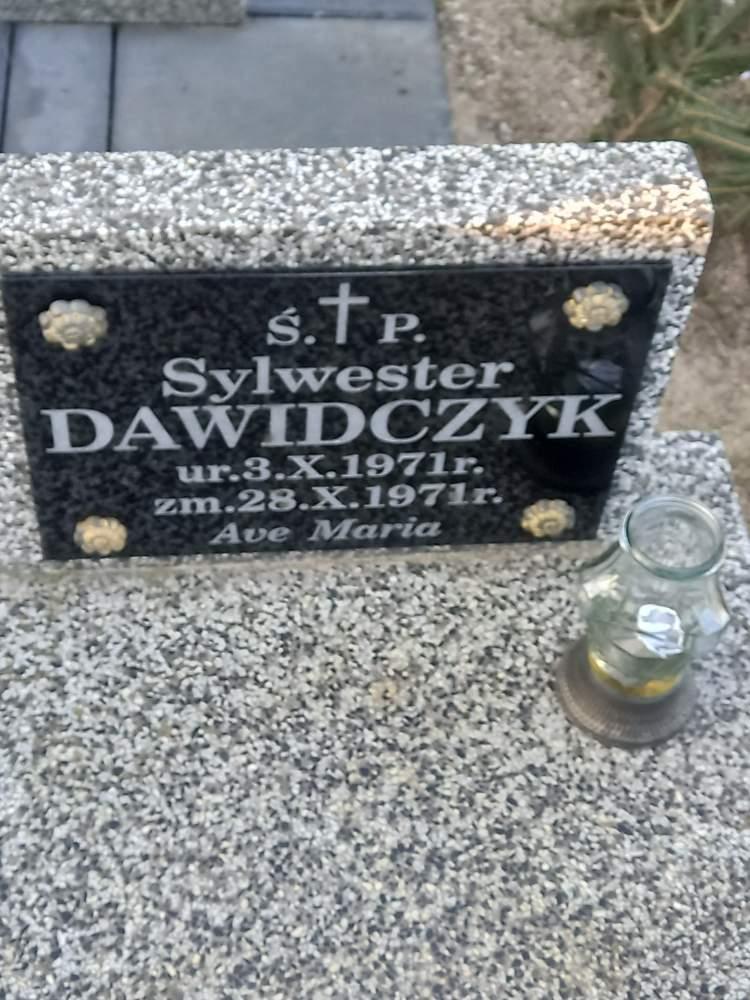 Ś. P.
Sylwester
DAWIDCZYK
ur.3.X.1971r.
zm.28.X.1971r.
Ave Maria